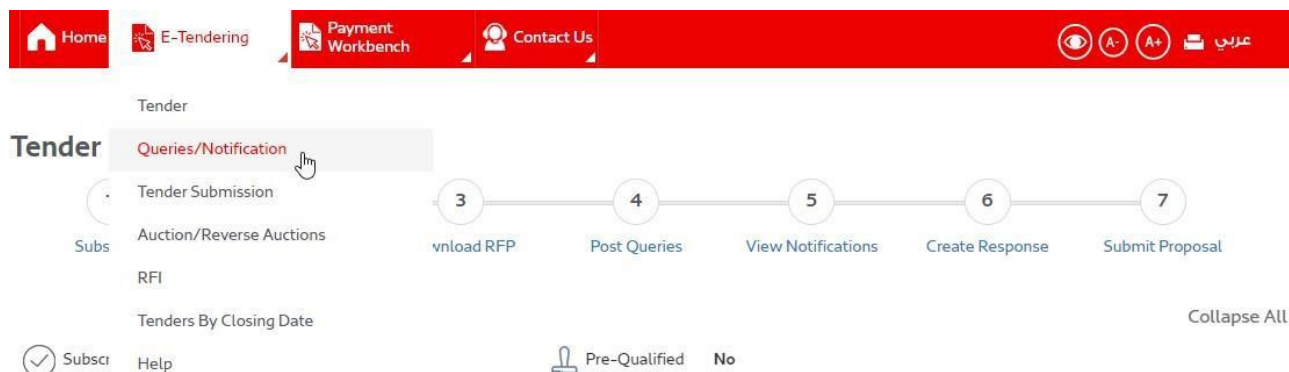 Home E-Tendering Payment Workbench Contact Us A- A+ عربي
Tender
Tender Queries/Notification
Tender Submission
3 4 5 6 7
Subs Auction/Reverse Auctions wnload RFP Post Queries View Notifications Create Response Submit Proposal
RFI
Tenders By Closing Date Collapse All
Subscr Help Pre-Qualified No